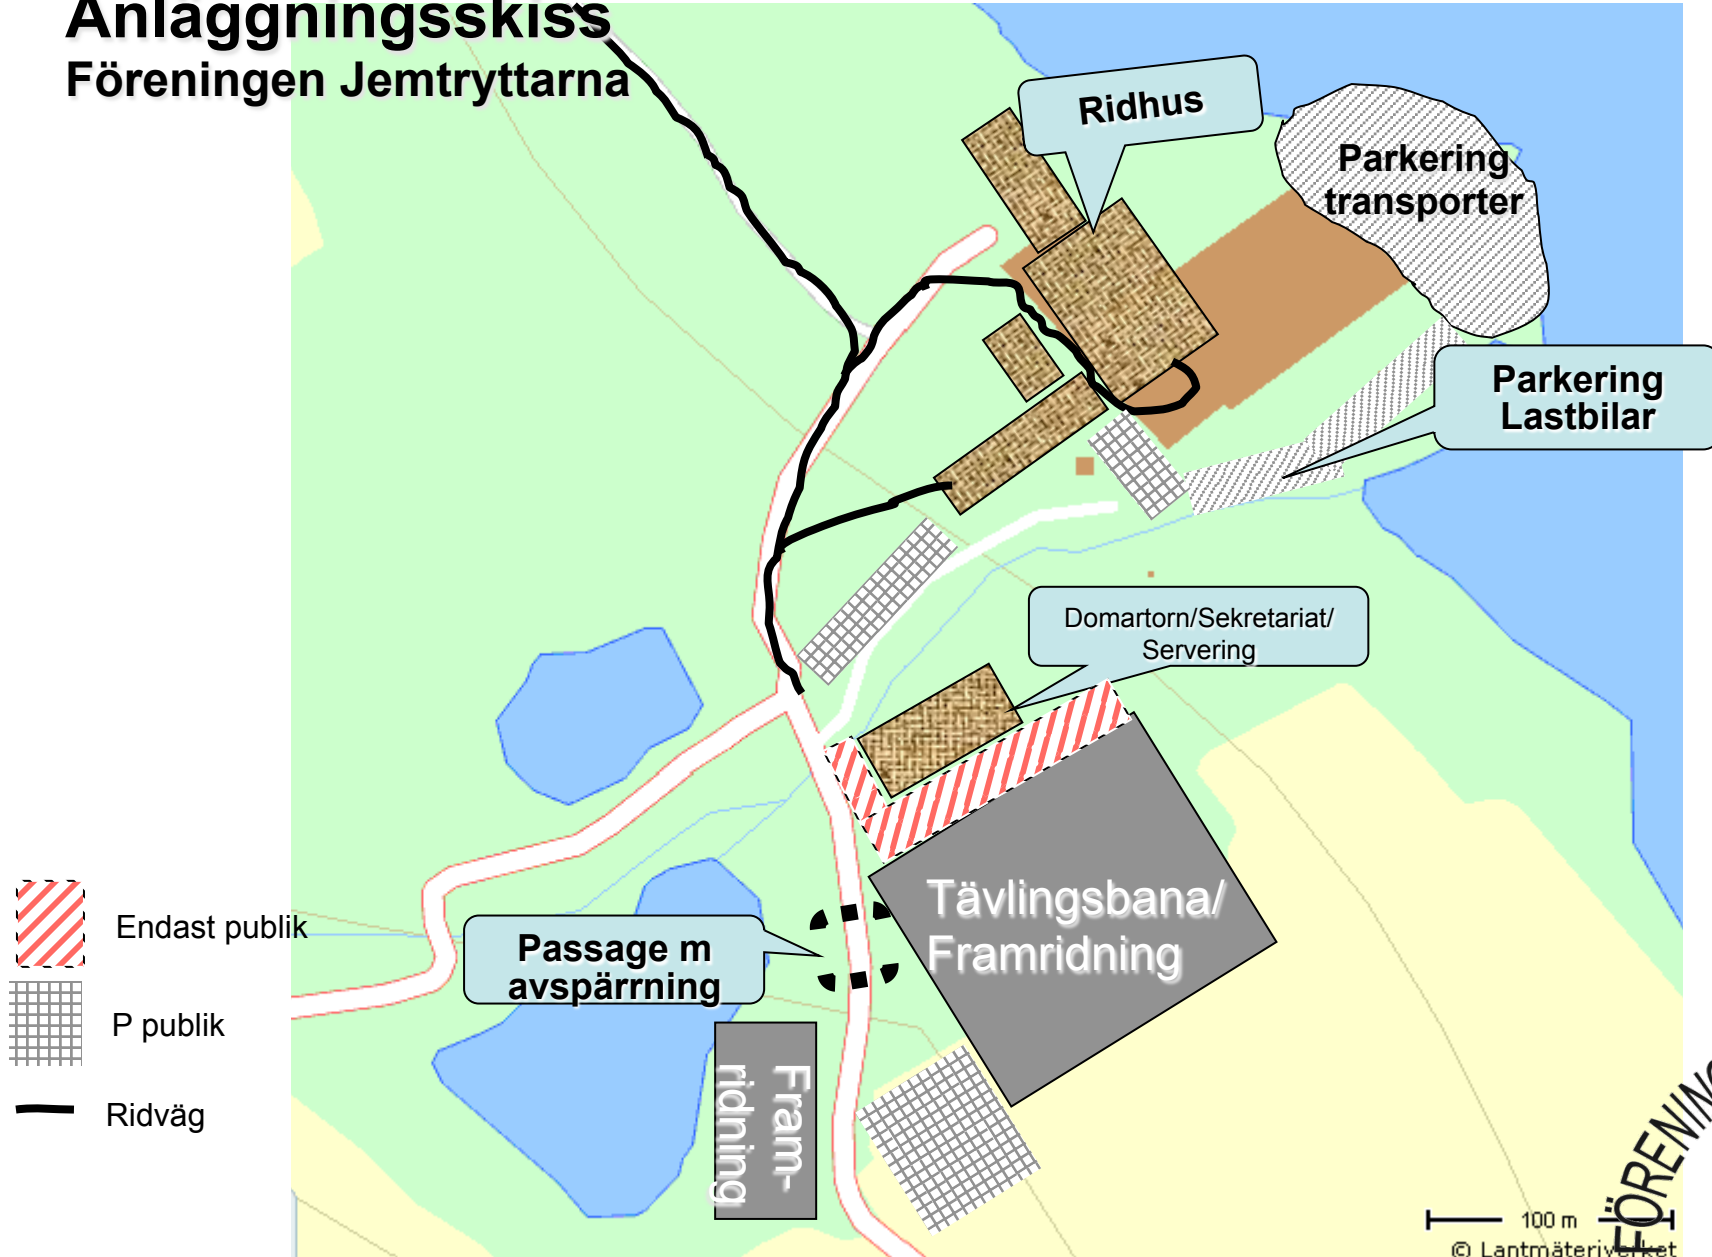 Anläggningsskiss
Föreningen Jemtryttarna
Ridhus
Parkering
transporter
Parkering
Lastbilar
Domartorn/Sekretariat/
Servering
Tävlingsbana/
Framridning
Endast publik
Passage m
avspärrning
P publik
Fram-
ridning
Ridväg
FÖRENING
100 m
© Lantmäteriverket